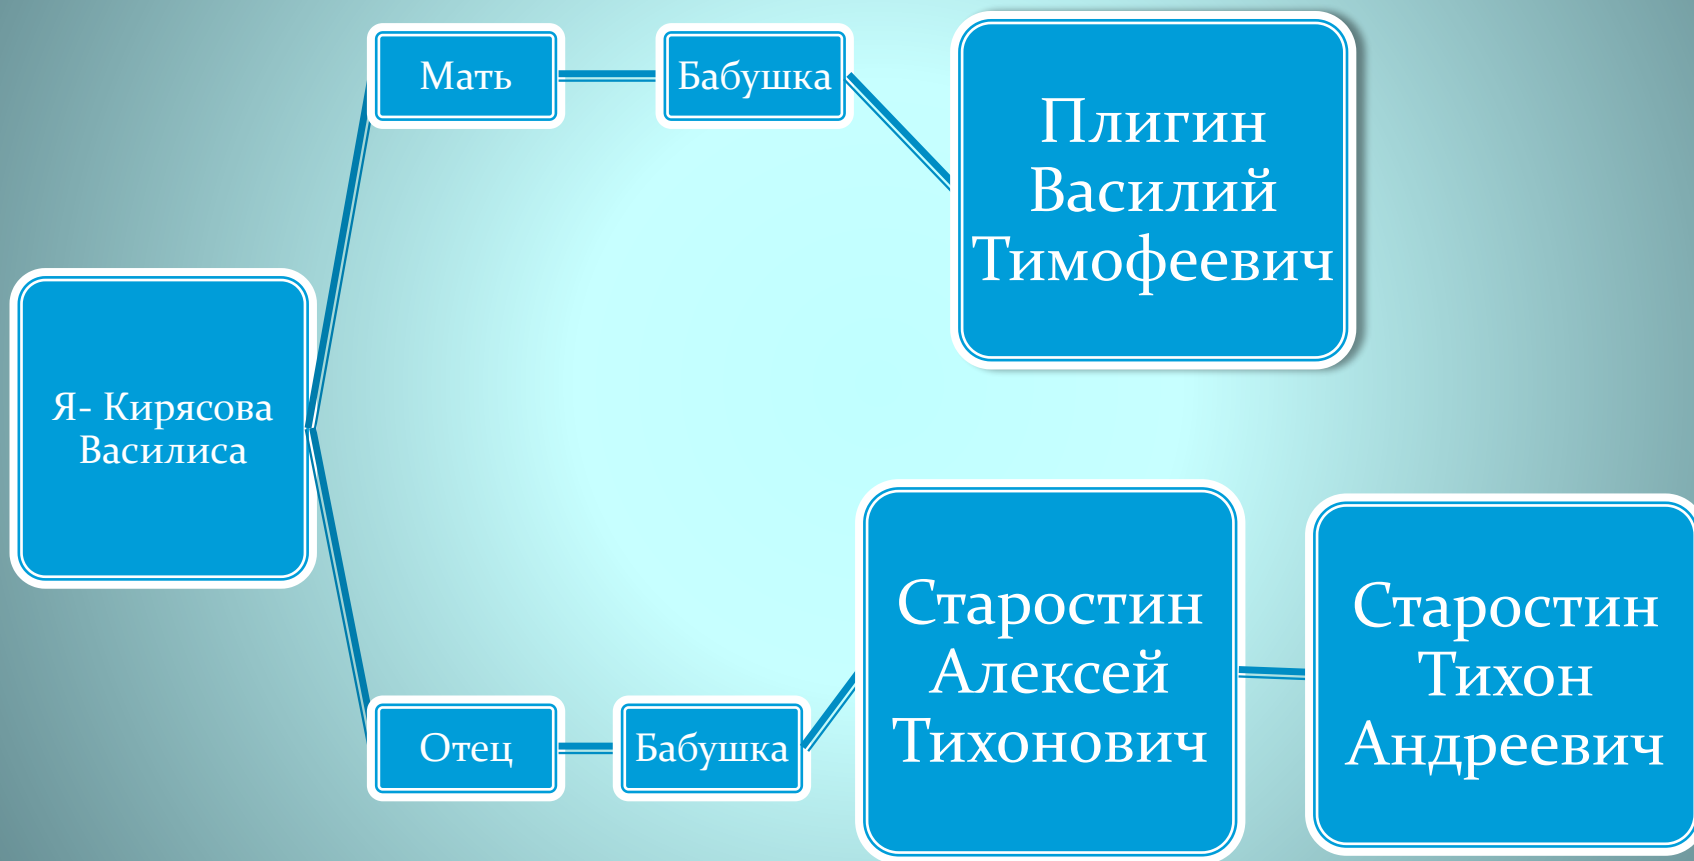 Мать
Бабушка
Плигин
Василий
Тимофеевич
Я- Кирясова
Василиса
Отец
Бабушка
Старостин
Алексей
Тихонович
Старостин
Тихон
Андреевич